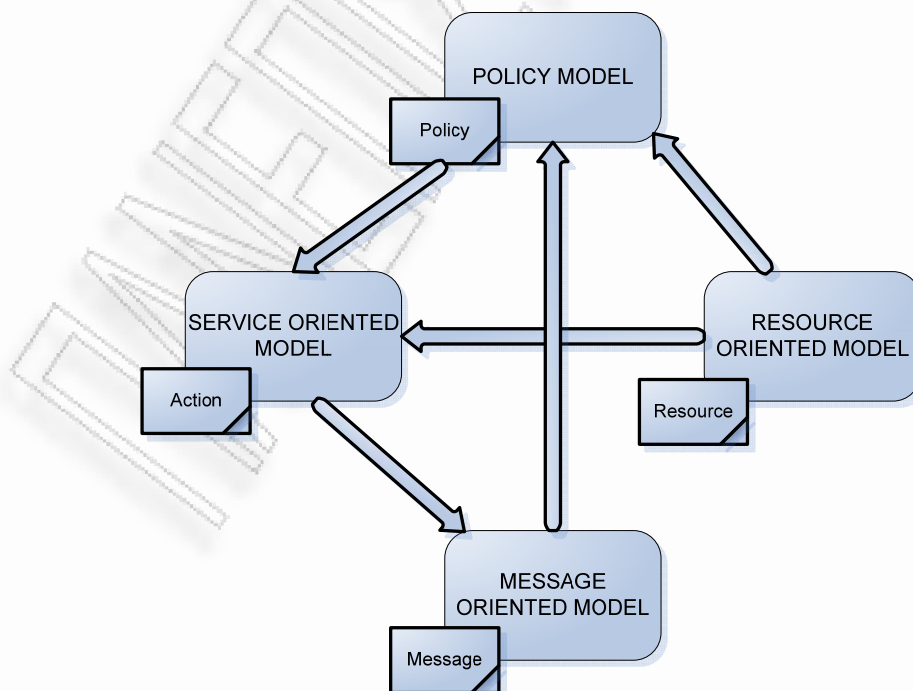 POLICY MODEL
Policy
SERVICE ORIENTED
MODEL
Action
RESOURCE
ORIENTED MODEL
Resource
MESSAGE
ORIENTED MODEL
Message